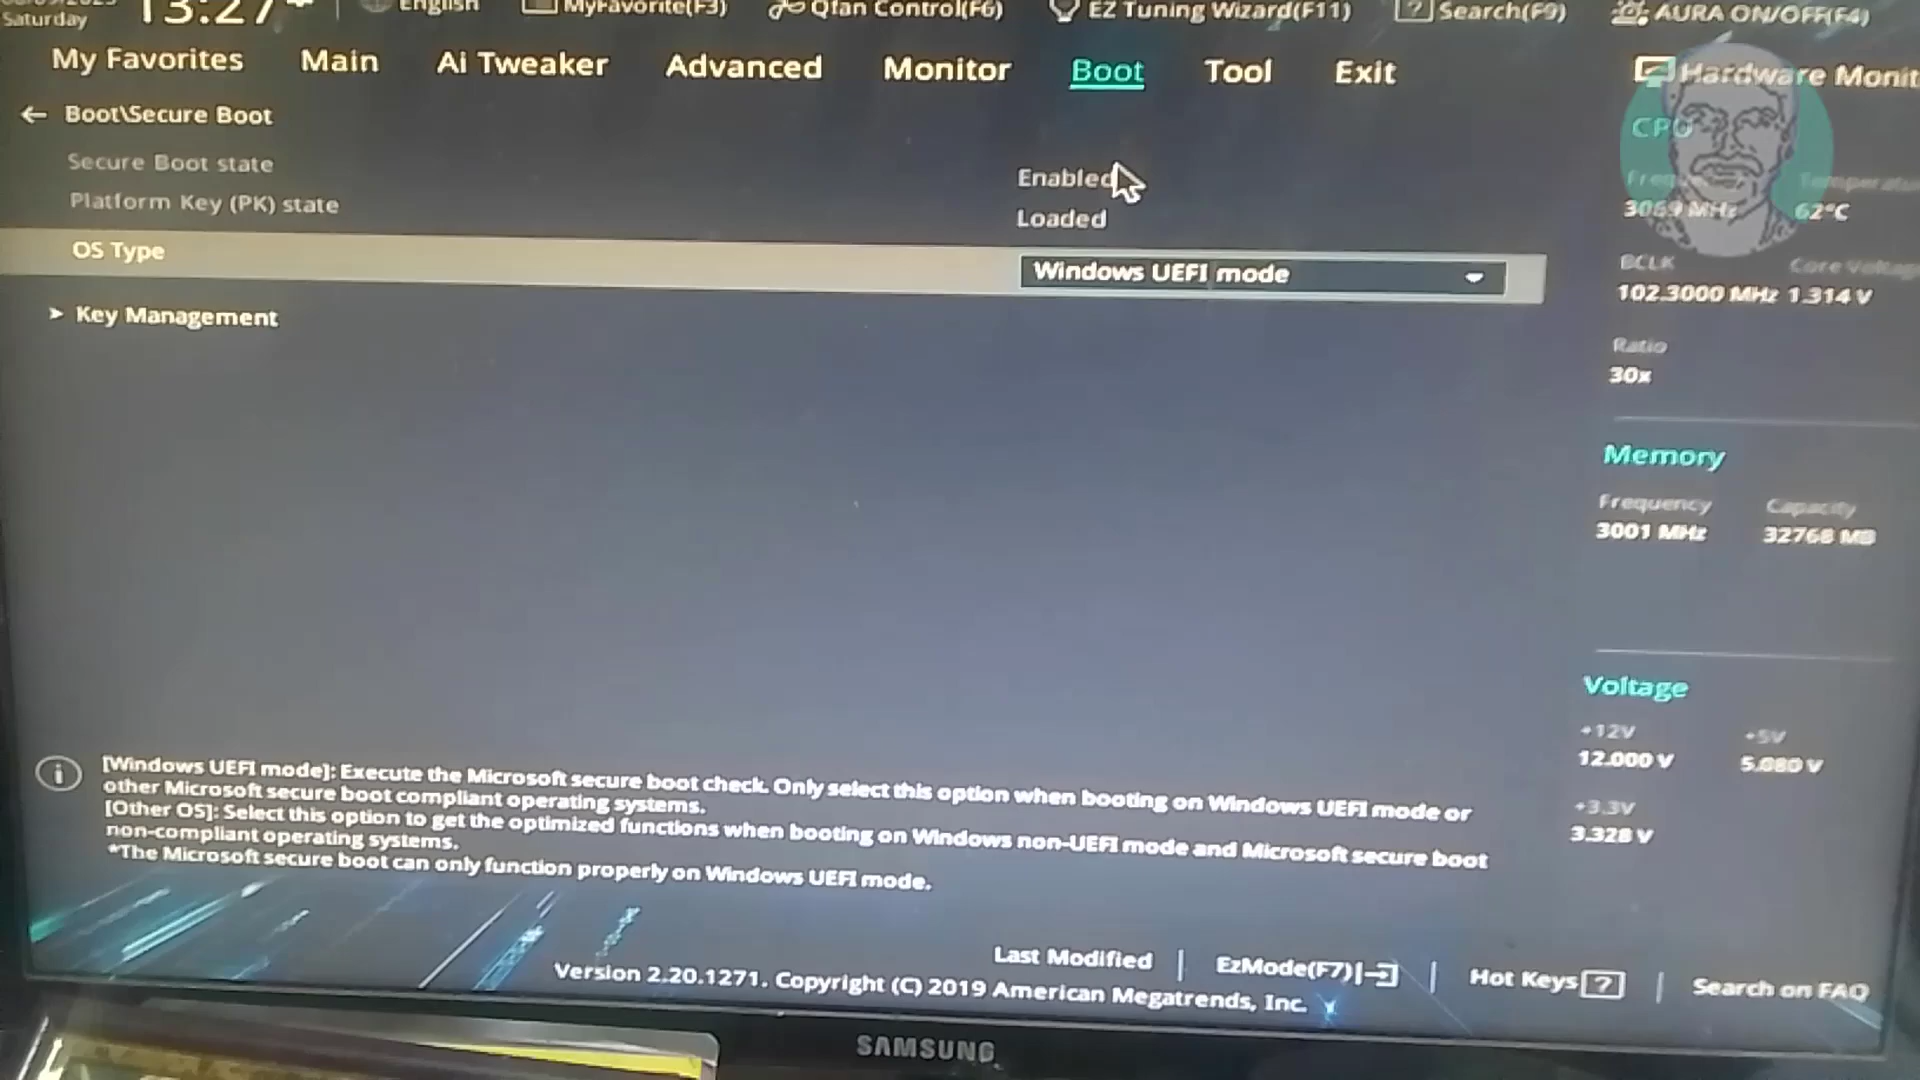 Saturday
13:27
English
MyFavorite(F3)
Qfan Control(F6)
EZ Tuning Wizard(F11)
Search(F9)
AURA ON/OFF(F4)
My Favorites
Main
Ai Tweaker
Advanced
Monitor
Boot
Tool
Exit
Hardware Monit
← Boot\Secure Boot
Secure Boot state
Enabled
Platform Key (PK) state
Loaded
OS Type
Windows UEFI mode
> Key Management
CPU
3069 MHz
62°C
BCLK
Core Voltage
102.3000 MHz
1.314 V
Ratio
30x
Memory
Frequency
Capacity
3001 MHz
32768 MB
Voltage
+12V
+5V
12.000 V
5.080 V
+3.3V
3.328 V
[Windows UEFI mode]: Execute the Microsoft secure boot check. Only select this option when booting on Windows UEFI mode or
other Microsoft secure boot compliant operating systems.
[Other OS]: Select this option to get the optimized functions when booting on Windows non-UEFI mode and Microsoft secure boot
non-compliant operating systems.
*The Microsoft secure boot can only function properly on Windows UEFI mode.
Last Modified
EzMode(F7)
Hot Keys ?
Search on FAQ
Version 2.20.1271. Copyright (C) 2019 American Megatrends, Inc.
SAMSUNG